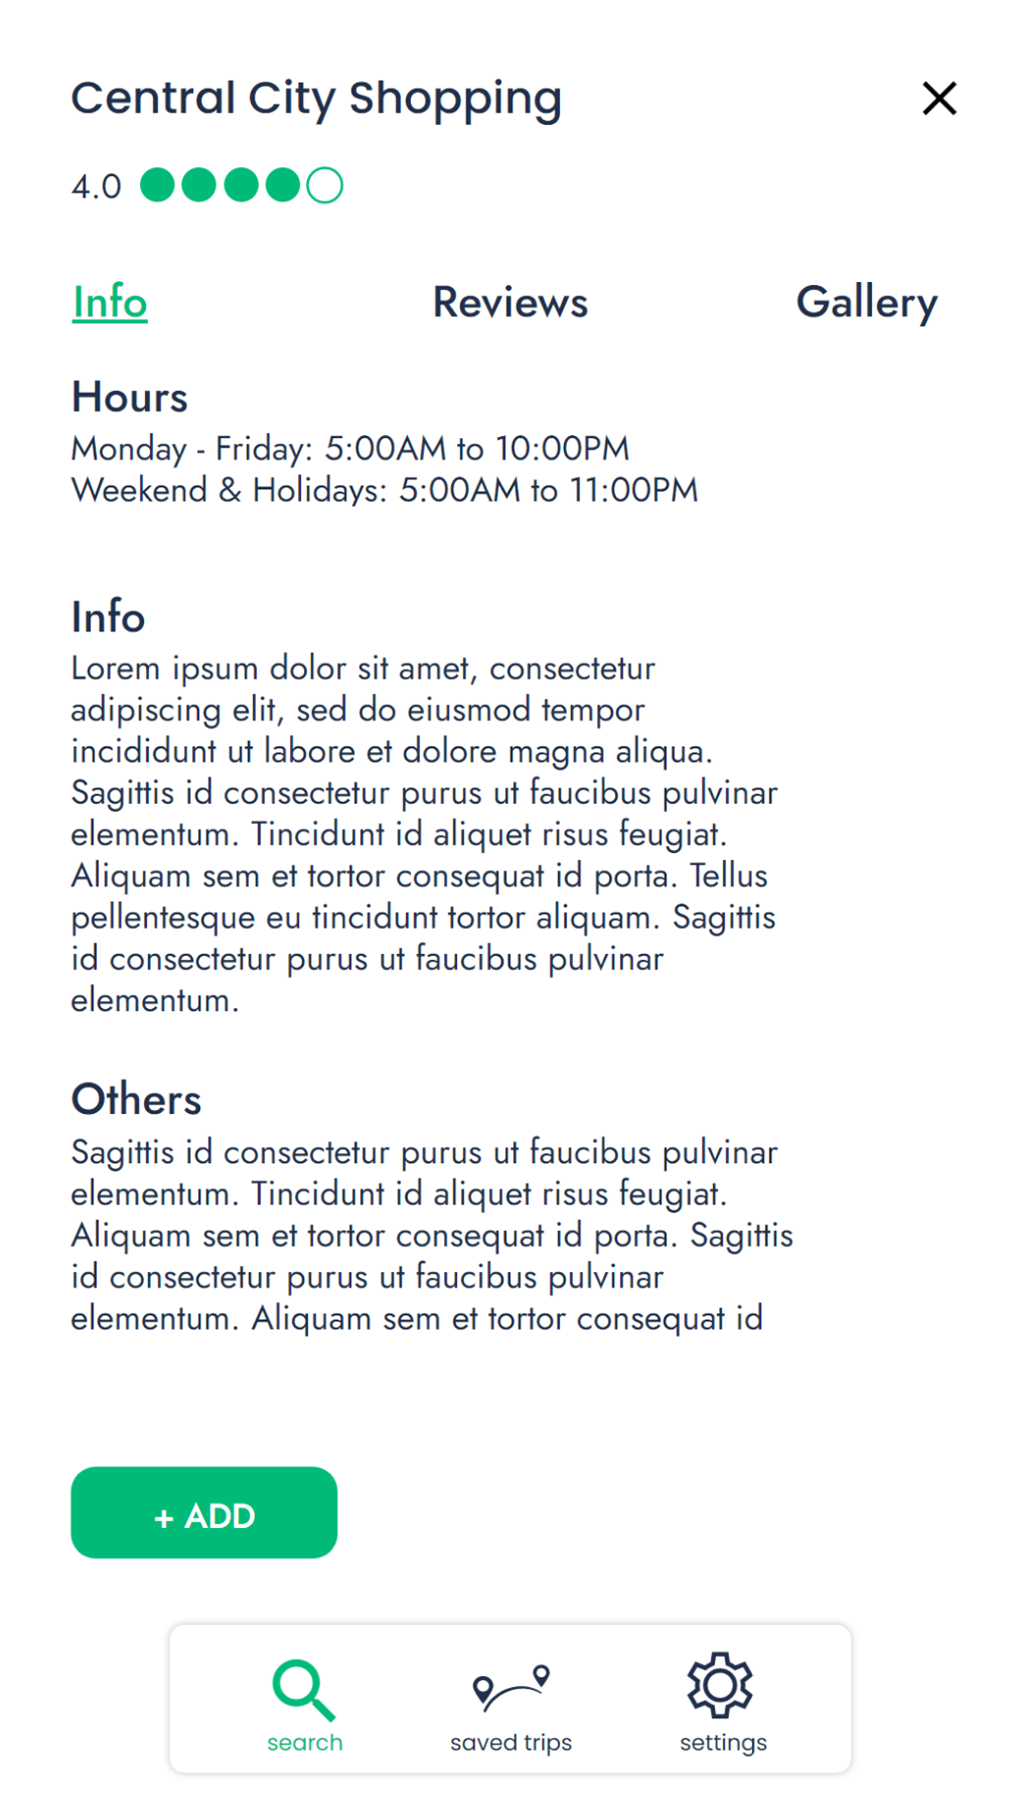 Central City Shopping
4.0
Info
Reviews
Gallery
Hours
Monday - Friday: 5:00AM to 10:00PM
Weekend & Holidays: 5:00AM to 11:00PM
Info
Lorem ipsum dolor sit amet, consectetur
adipiscing elit, sed do eiusmod tempor
incididunt ut labore et dolore magna aliqua.
Sagittis id consectetur purus ut faucibus pulvinar
elementum. Tincidunt id aliquet risus feugiat.
Aliquam sem et tortor consequat id porta. Tellus
pellentesque eu tincidunt tortor aliquam. Sagittis
id consectetur purus ut faucibus pulvinar
elementum.
Others
Sagittis id consectetur purus ut faucibus pulvinar
elementum. Tincidunt id aliquet risus feugiat.
Aliquam sem et tortor consequat id porta. Sagittis
id consectetur purus ut faucibus pulvinar
elementum. Aliquam sem et tortor consequat id
+ ADD
search
saved trips
settings